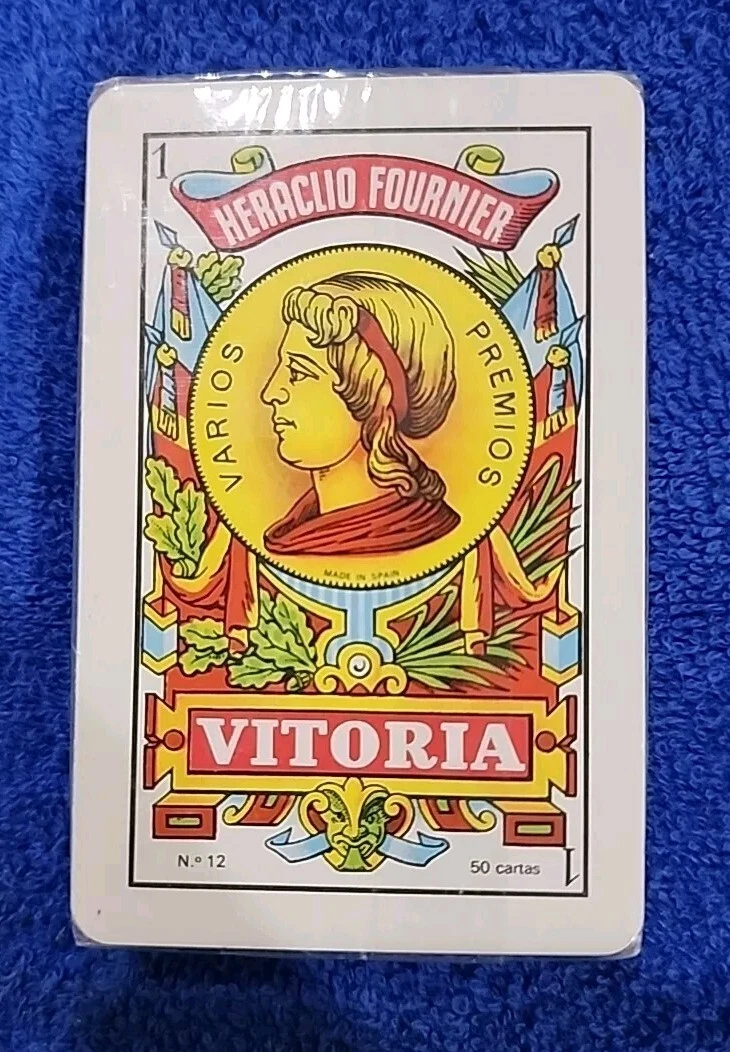 1
HERACLIO FOURNIER
VARIOS
PREMIOS
MADE IN SPAIN
VITORIA
N.º 12
50 cartas
1